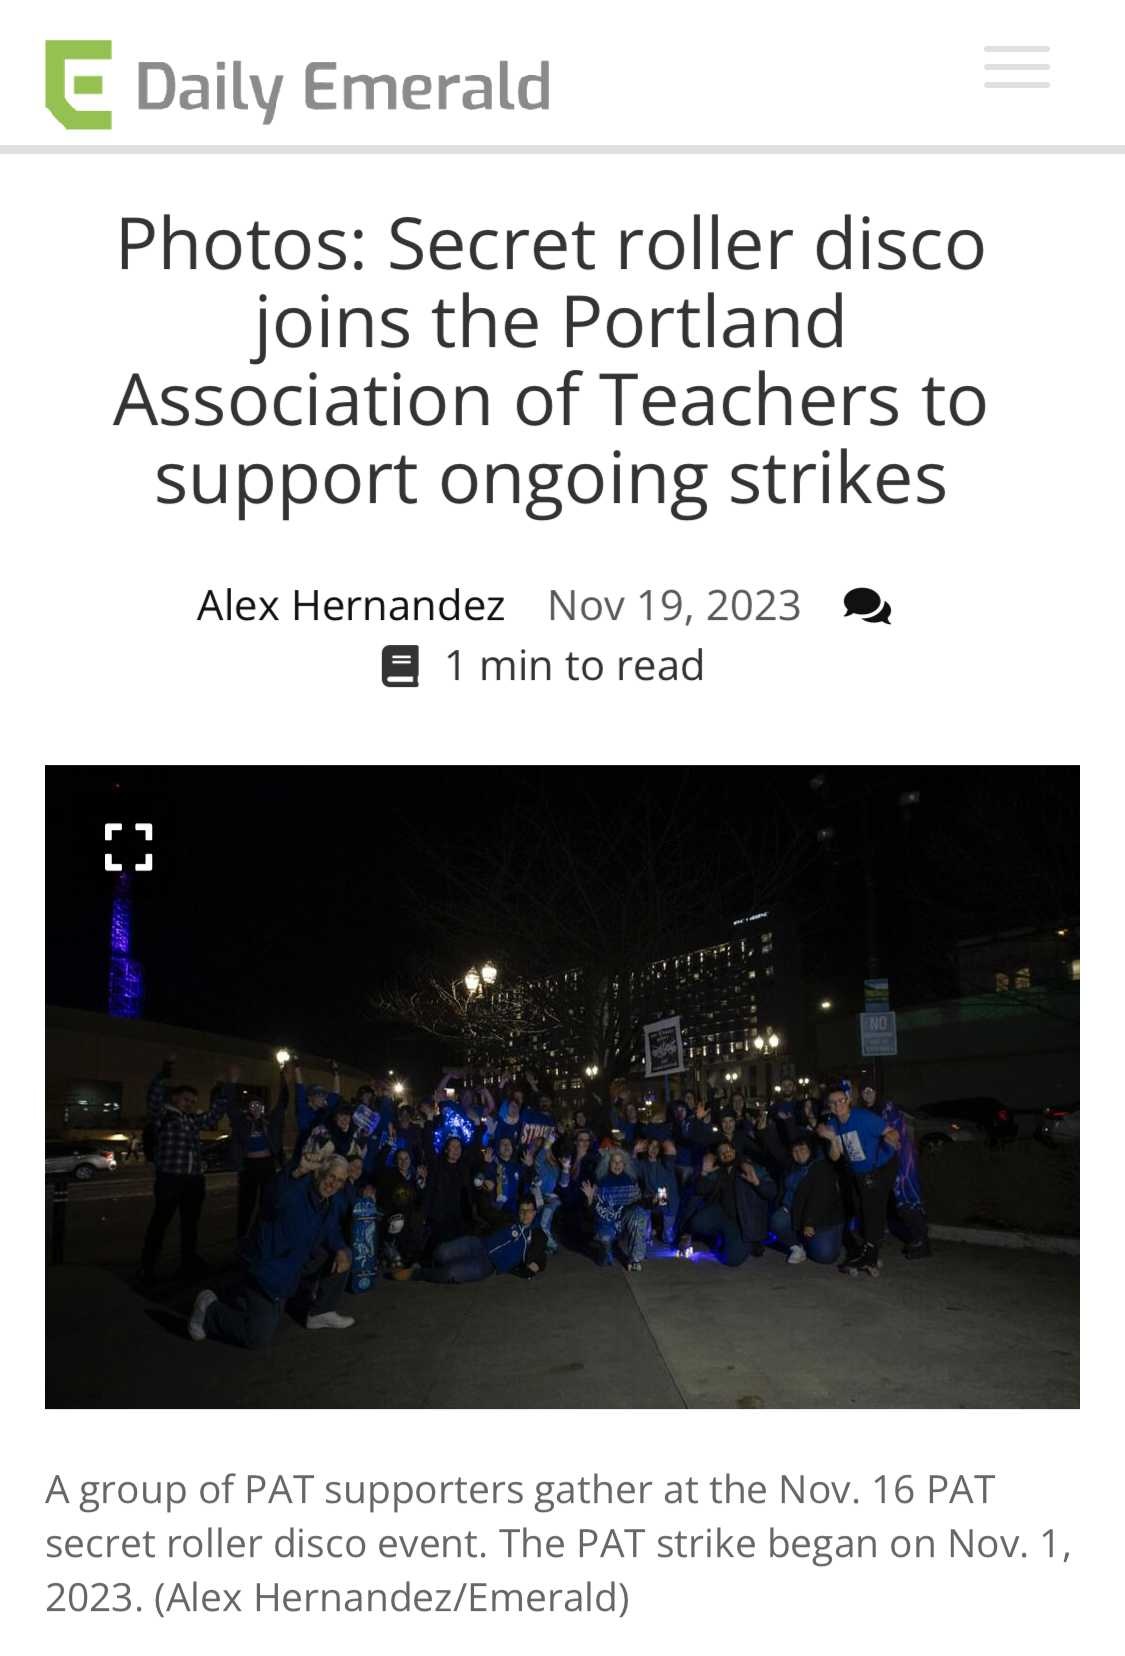 Daily Emerald
Photos: Secret roller disco
joins the Portland
Association of Teachers to
support ongoing strikes
Alex Hernandez Nov 19, 2023
1 min to read
NO
STRIKE
A group of PAT supporters gather at the Nov. 16 PAT
secret roller disco event. The PAT strike began on Nov. 1,
2023. (Alex Hernandez/Emerald)